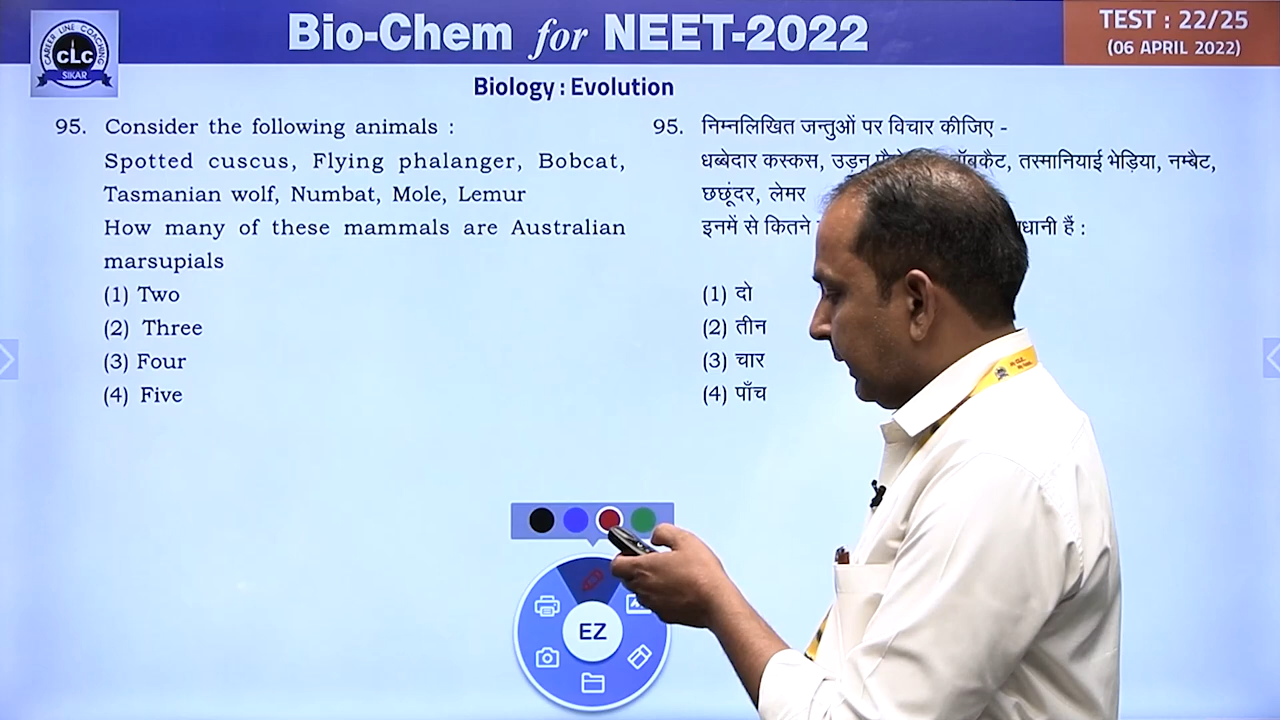 CAREER LINE COACHING
CLC
SIKAR
Bio-Chem for NEET-2022
TEST : 22/25
(06 APRIL 2022)
Biology : Evolution
95. Consider the following animals :
Spotted cuscus, Flying phalanger, Bobcat,
Tasmanian wolf, Numbat, Mole, Lemur
How many of these mammals are Australian
marsupials
(1) Two
(2) Three
(3) Four
(4) Five
95. निम्नलिखित जन्तुओं पर विचार कीजिए -
धब्बेदार कस्कस, उड़न तस्मानियाई भेड़िया, नम्बैट,
छछूंदर, लेमर
इनमें से कितने हैं :
(1) दो
(2) तीन
(3) चार
(4) पाँच
EZ